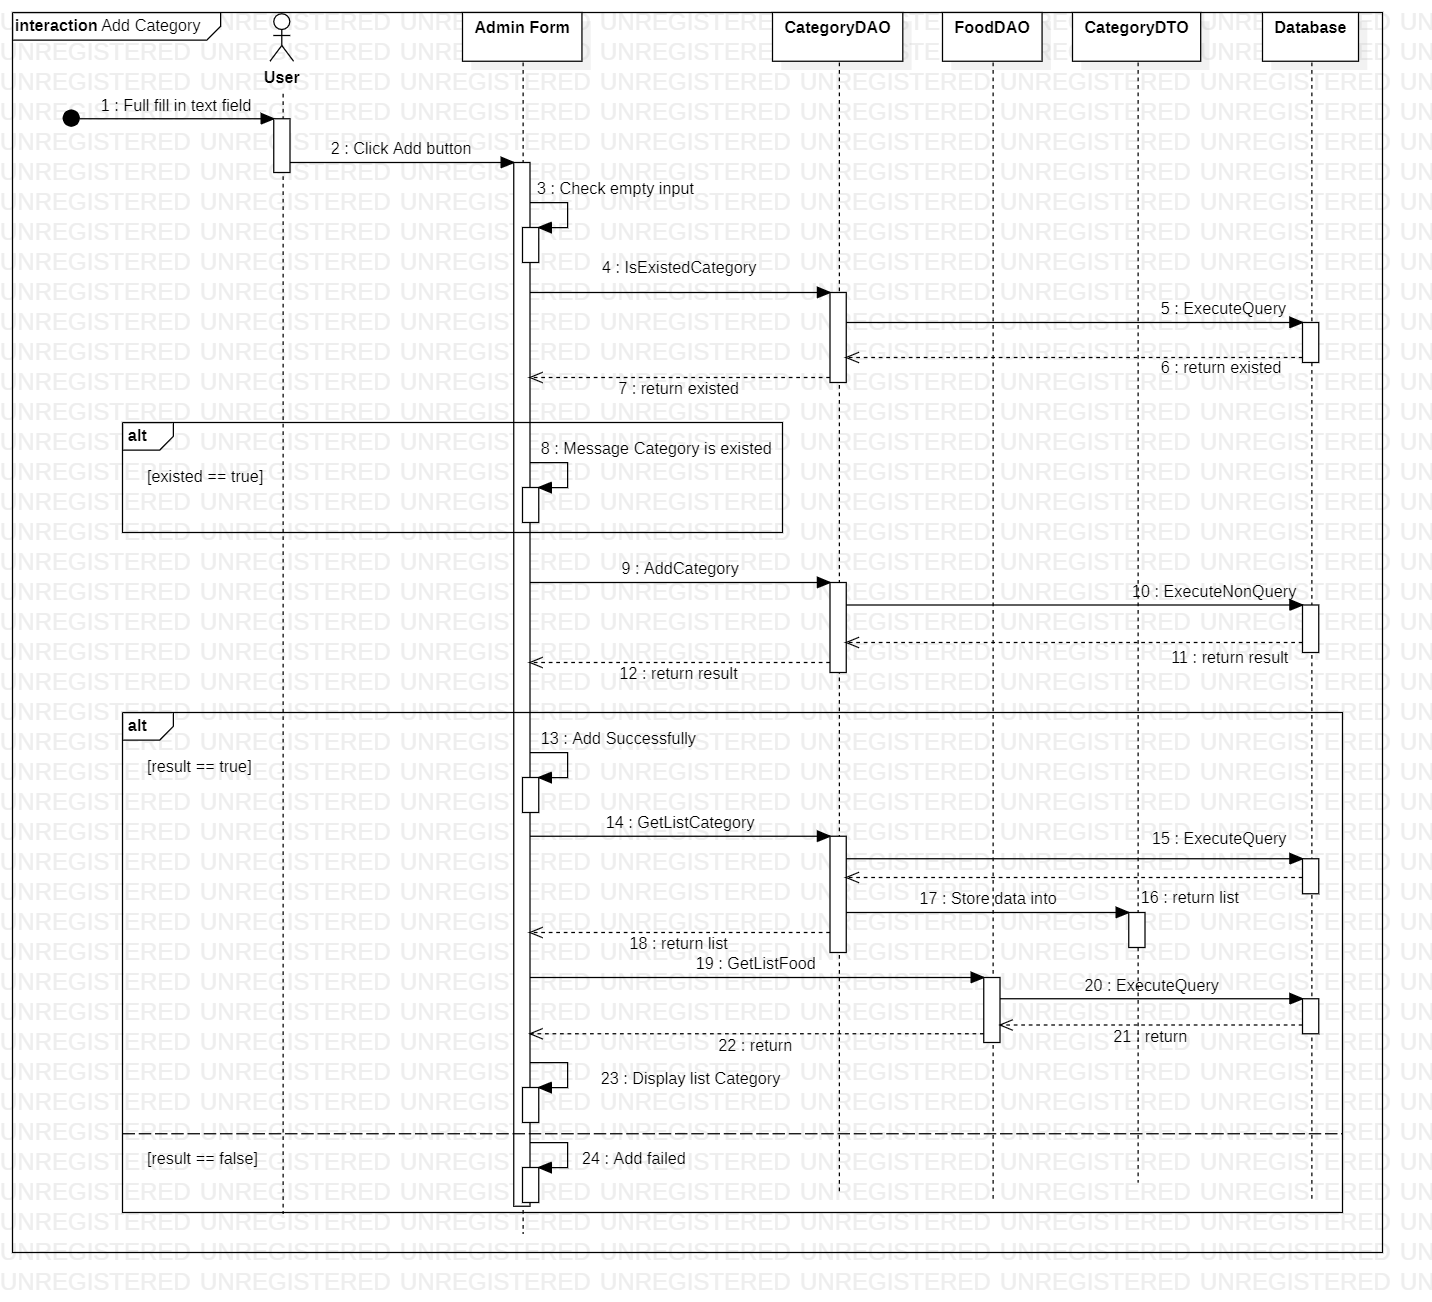 interaction Add Category
User
Admin Form
CategoryDAO
FoodDAO
CategoryDTO
Database
1 : Full fill in text field
2 : Click Add button
3 : Check empty input
4 : IsExistedCategory
5 : ExecuteQuery
6 : return existed
7 : return existed
alt
8 : Message Category is existed
[existed == true]
9 : AddCategory
10 : ExecuteNonQuery
11 : return result
12 : return result
alt
13 : Add Successfully
[result == true]
14 : GetListCategory
15 : ExecuteQuery
16 : return list
17 : Store data into
18 : return list
19 : GetListFood
20 : ExecuteQuery
21 : return
22 : return
23 : Display list Category
[result == false]
24 : Add failed
UNREGISTERED